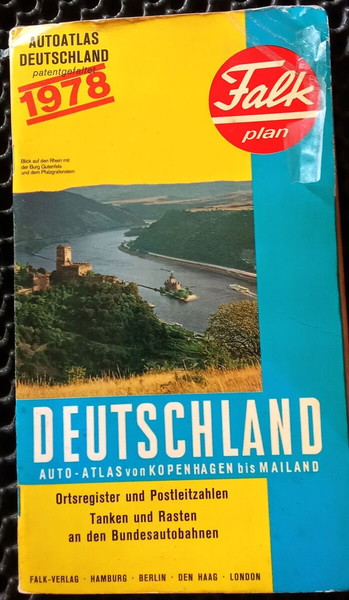 AUTOATLAS
DEUTSCHLAND
patentgefaltet
1978
Falk
plan
Blick auf den Rhein mit
der Burg Gutenfels
und dem Pfalzgrafenstein
DEUTSCHLAND
AUTO-ATLAS von KOPENHAGEN bis MAILAND
Ortsregister und Postleitzahlen
Tanken und Rasten
an den Bundesautobahnen
FALK-VERLAG · HAMBURG · BERLIN · DEN HAAG · LONDON